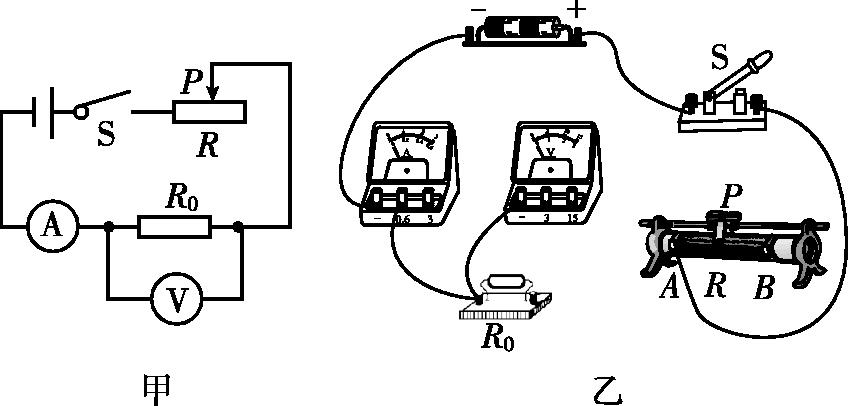 P
S
R
A
R₀
V
甲
- +
S
A
V
- 0.6 3
- 3 15
P
A R B
R₀
乙